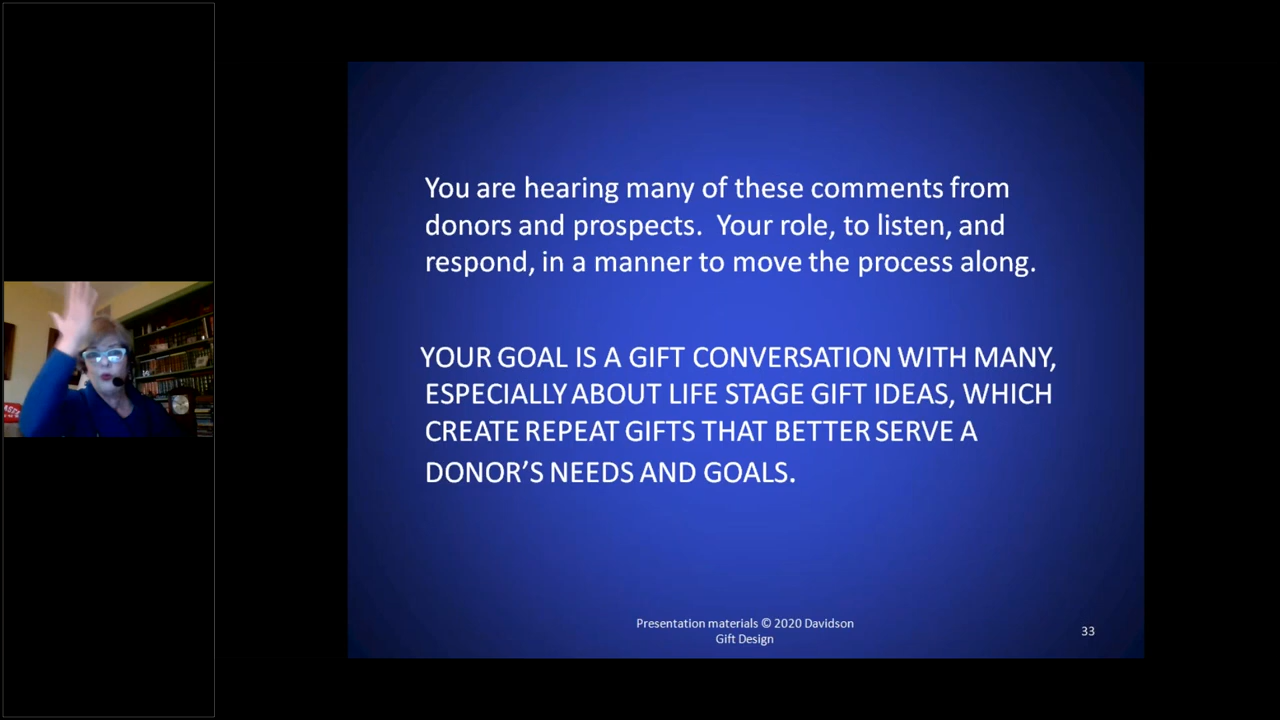 You are hearing many of these comments from
donors and prospects.  Your role, to listen, and
respond, in a manner to move the process along.
YOUR GOAL IS A GIFT CONVERSATION WITH MANY,
ESPECIALLY ABOUT LIFE STAGE GIFT IDEAS, WHICH
CREATE REPEAT GIFTS THAT BETTER SERVE A
DONOR’S NEEDS AND GOALS.
Presentation materials © 2020 Davidson
Gift Design
33